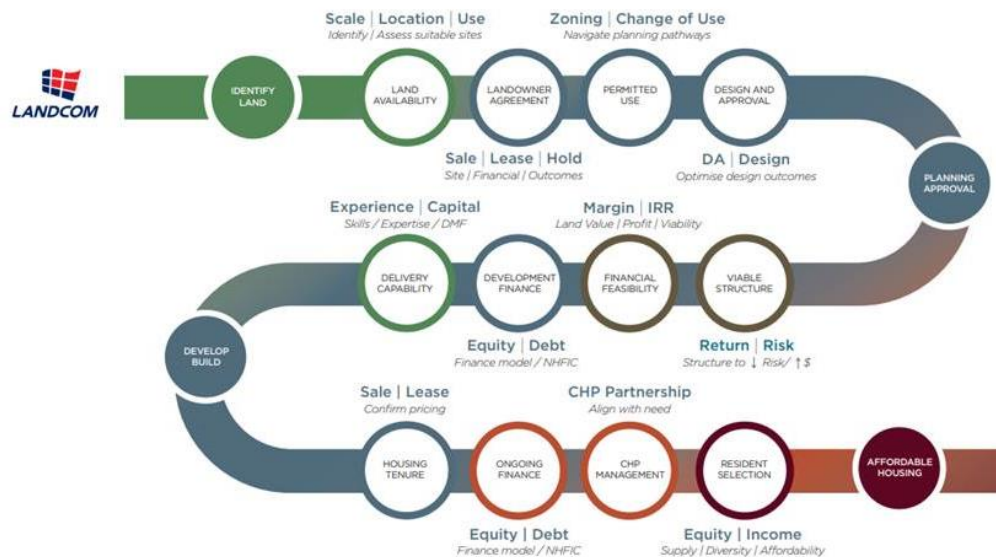 LANDCOM
IDENTIFY
LAND
Scale | Location | Use
Identify | Assess suitable sites
LAND
AVAILABILITY
LANDOWNER
AGREEMENT
Sale | Lease | Hold
Site | Financial | Outcomes
Zoning | Change of Use
Navigate planning pathways
PERMITTED
USE
DESIGN AND
APPROVAL
DA | Design
Optimise design outcomes
PLANNING
APPROVAL
VIABLE
STRUCTURE
Return | Risk
Structure to ↓ Risk/ ↑ $
Margin | IRR
Land Value | Profit | Viability
FINANCIAL
FEASIBILITY
DEVELOPMENT
FINANCE
Equity | Debt
Finance model / NHFIC
Experience | Capital
Skills / Expertise / DMF
DELIVERY
CAPABILITY
DEVELOP
BUILD
Sale | Lease
Confirm pricing
HOUSING
TENURE
ONGOING
FINANCE
Equity | Debt
Finance model / NHFIC
CHP Partnership
Align with need
CHP
MANAGEMENT
RESIDENT
SELECTION
Equity | Income
Supply | Diversity | Affordability
AFFORDABLE
HOUSING